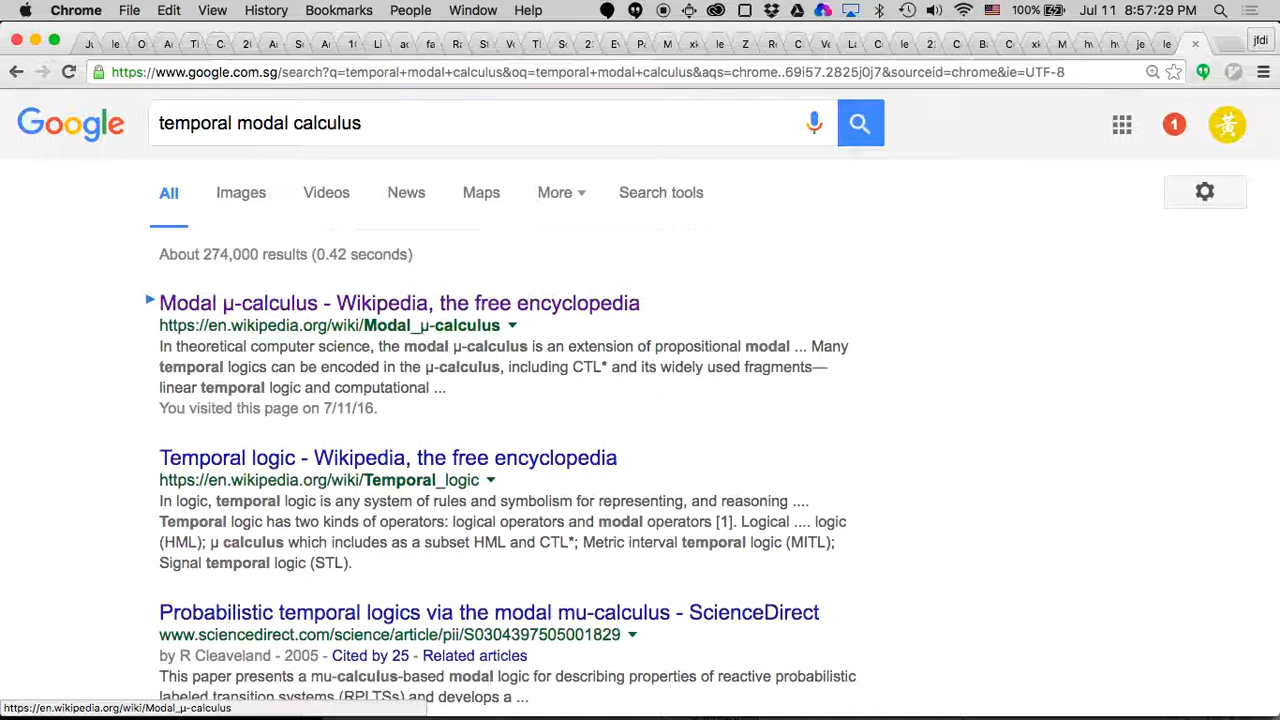 Chrome File Edit View History Bookmarks People Window Help 100% Jul 11 8:57:29 PM
jfdi
https://www.google.com.sg/search?q=temporal+modal+calculus&oq=temporal+modal+calculus&aqs=chrome..69i57.2825j0j7&sourceid=chrome&ie=UTF-8
Google temporal modal calculus 1 黃
All Images Videos News Maps More Search tools
About 274,000 results (0.42 seconds)
Modal μ-calculus - Wikipedia, the free encyclopedia
https://en.wikipedia.org/wiki/Modal_μ-calculus
In theoretical computer science, the modal μ-calculus is an extension of propositional modal ... Many
temporal logics can be encoded in the μ-calculus, including CTL* and its widely used fragments—
linear temporal logic and computational ...
You visited this page on 7/11/16.
Temporal logic - Wikipedia, the free encyclopedia
https://en.wikipedia.org/wiki/Temporal_logic
In logic, temporal logic is any system of rules and symbolism for representing, and reasoning ....
Temporal logic has two kinds of operators: logical operators and modal operators [1]. Logical .... logic
(HML); μ calculus which includes as a subset HML and CTL*; Metric interval temporal logic (MITL);
Signal temporal logic (STL).
Probabilistic temporal logics via the modal mu-calculus - ScienceDirect
www.sciencedirect.com/science/article/pii/S0304397505001829
by R Cleaveland - 2005 - Cited by 25 - Related articles
This paper presents a mu-calculus-based modal logic for describing properties of reactive probabilistic
labeled transition systems (RPLTSs) and develops a ...
https://en.wikipedia.org/wiki/Modal_μ-calculus